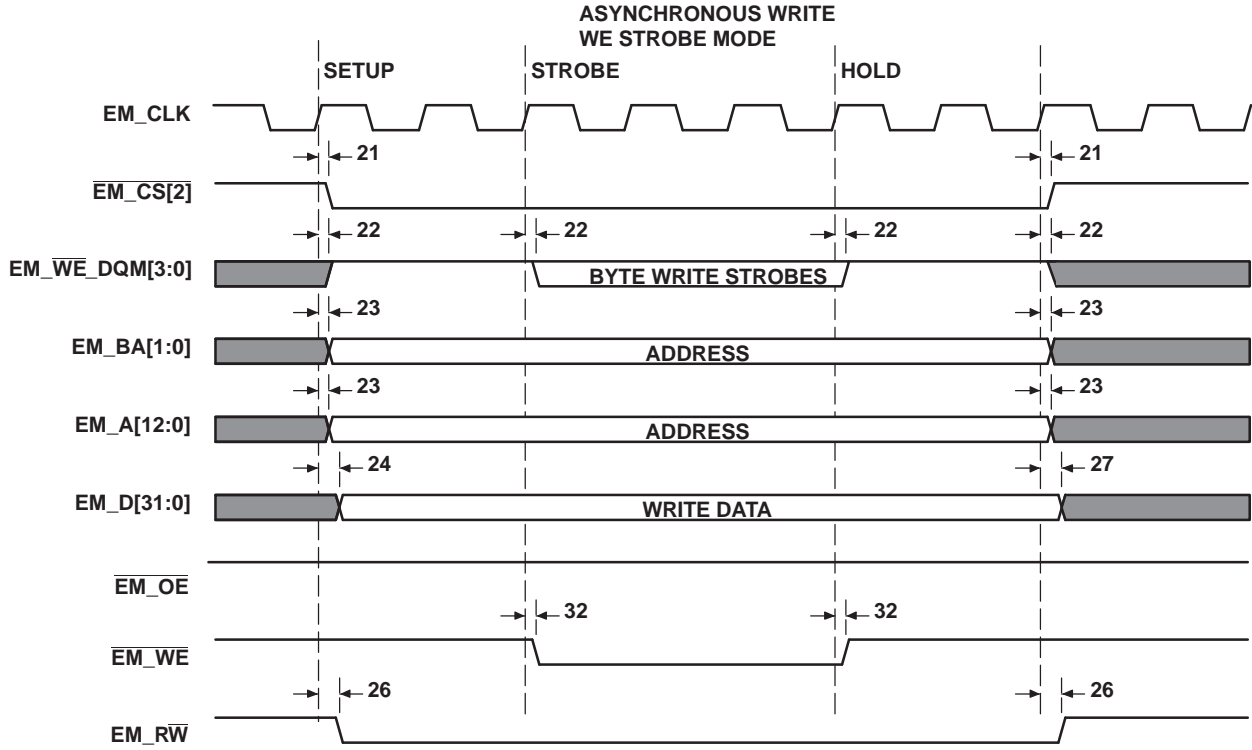 ASYNCHRONOUS WRITE
WE STROBE MODE
SETUP STROBE HOLD
EM_CLK
21 21
EM_CS[2]
22 22 22 22
EM_WE_DQM[3:0] BYTE WRITE STROBES
23 23
EM_BA[1:0] ADDRESS
23 23
EM_A[12:0] ADDRESS
24 27
EM_D[31:0] WRITE DATA
EM_OE
32 32
EM_WE
26 26
EM_RW